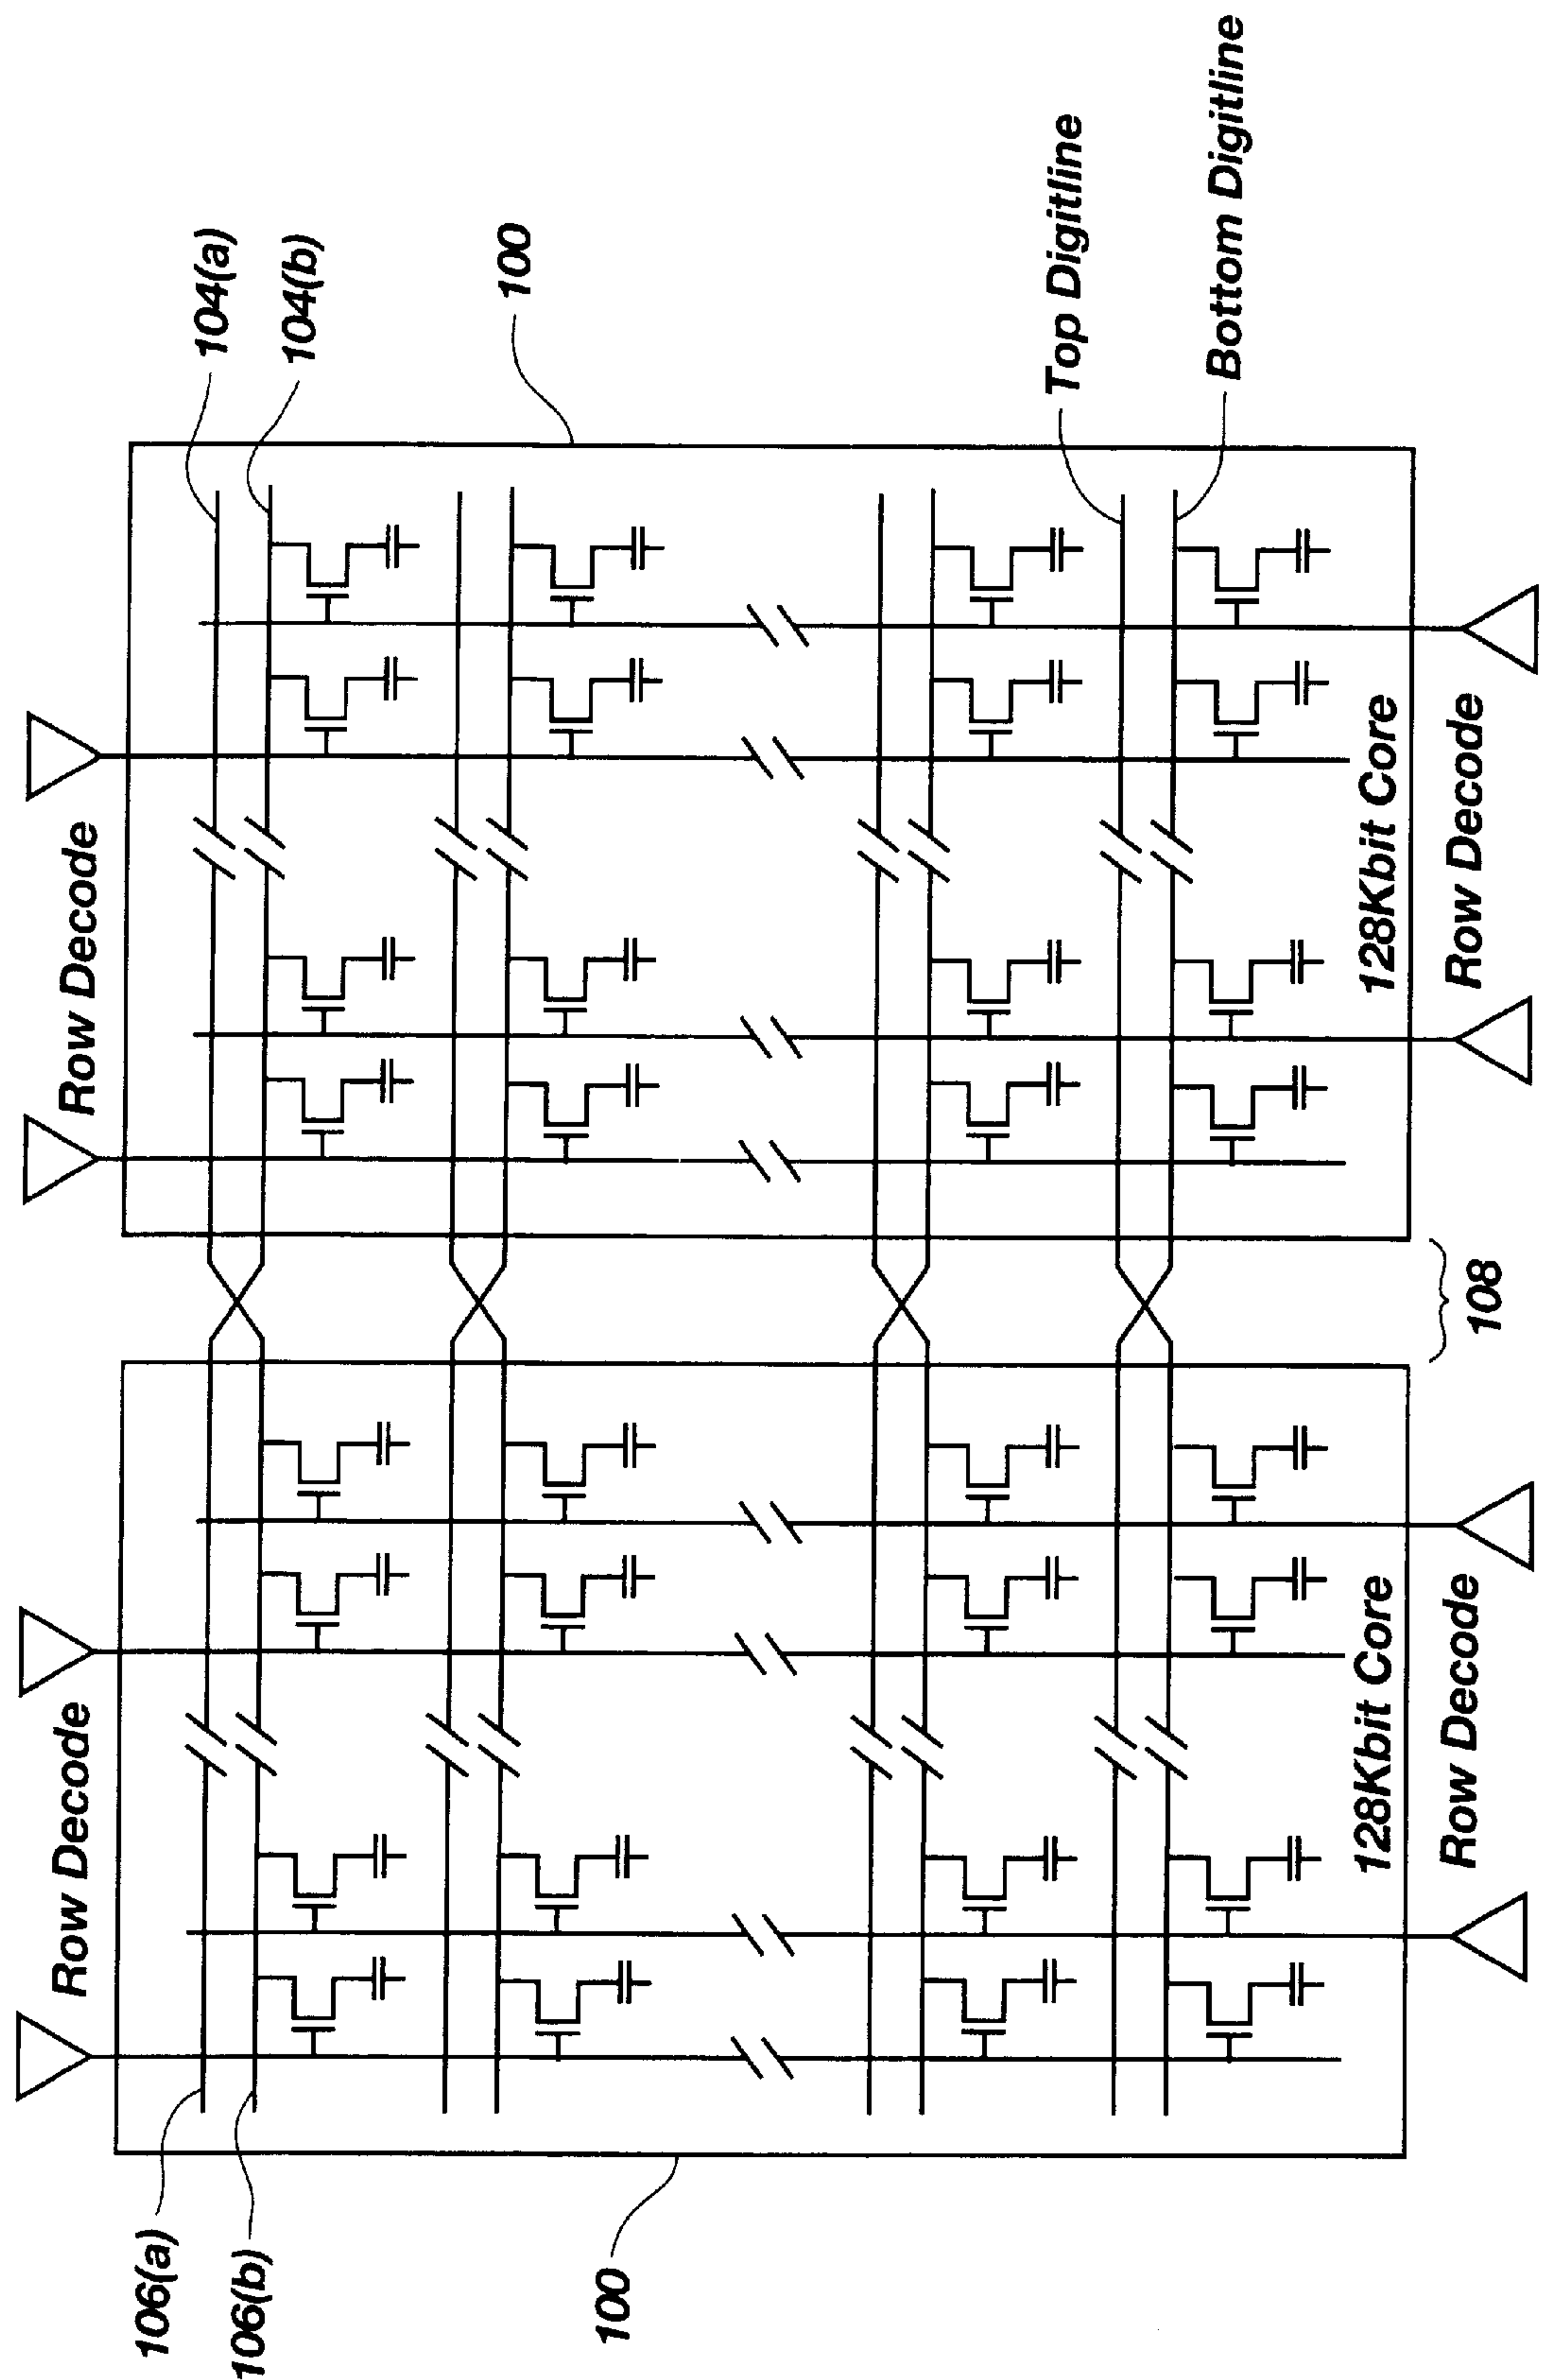 104(a)
104(b)
100
Top Digitline
Bottom Digitline
Row Decode
128Kbit Core
Row Decode
108
Row Decode
128Kbit Core
Row Decode
106(a)
106(b)
100